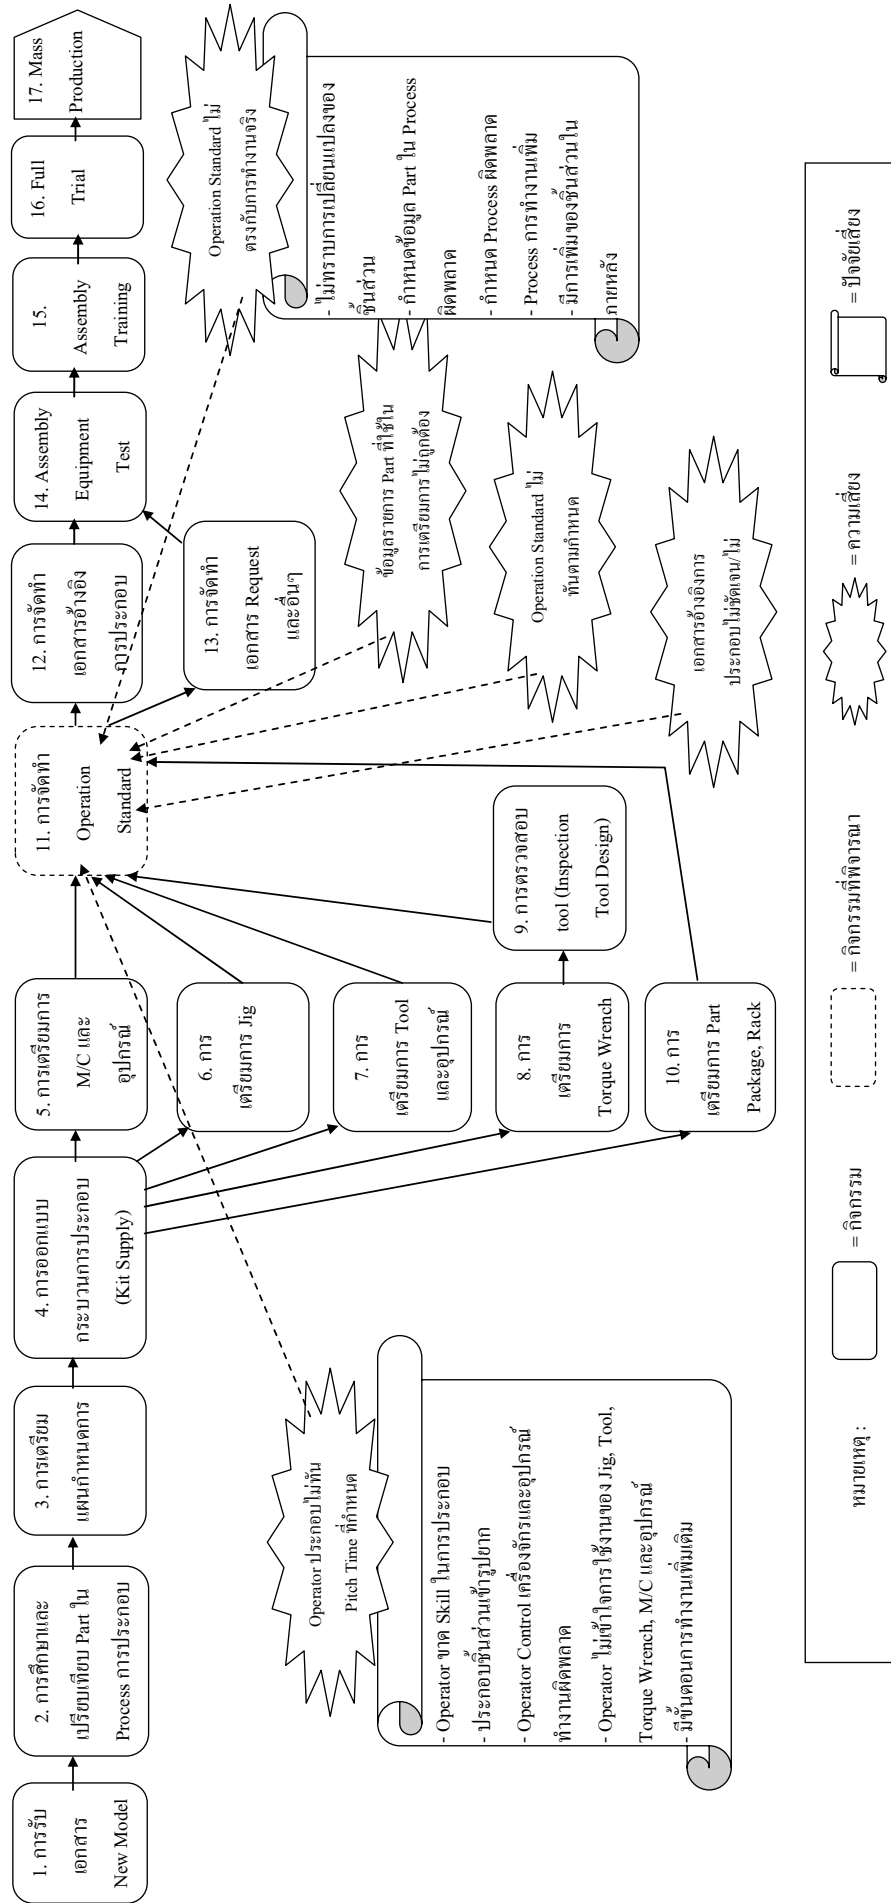 1. การรับ
เอกสาร
New Model
2. การศึกษาและ
เปรียบเทียบ Part ใน
Process การประกอบ
3. การเตรียม
แผนกำหนดการ
4. การออกแบบ
กระบวนการประกอบ
(Kit Supply)
5. การเตรียมการ
M/C และ
อุปกรณ์
6. การ
เตรียมการ Jig
7. การ
เตรียมการ Tool
และอุปกรณ์
8. การ
เตรียมการ
Torque Wrench
9. การตรวจสอบ
tool (Inspection
Tool Design)
10. การ
เตรียมการ Part
Package, Rack
11. การจัดทำ
Operation
Standard
12. การจัดทำ
เอกสารอ้างอิง
การประกอบ
13. การจัดทำ
เอกสาร Request
และอื่นๆ
14. Assembly
Equipment
Test
15.
Assembly
Training
16. Full
Trial
17. Mass
Production
Operator ประกอบไม่ทัน
Pitch Time ที่กำหนด
- Operator ขาด Skill ในการประกอบ
- ประกอบชิ้นส่วนเข้ารูปยาก
- Operator Control เครื่องจักรและอุปกรณ์
ทำงานผิดพลาด
- Operator ไม่เข้าใจการใช้งานของ Jig, Tool,
Torque Wrench, M/C และอุปกรณ์
- มีขั้นตอนการทำงานเพิ่มเติม
Operation Standard ไม่
ตรงกับการทำงานจริง
- ไม่ทราบการเปลี่ยนแปลงของ
ชิ้นส่วน
- กำหนดข้อมูล Part ใน Process
ผิดพลาด
- กำหนด Process ผิดพลาด
- Process การทำงานเพิ่ม
- มีการเพิ่มของชิ้นส่วนใน
ภายหลัง
ข้อมูลรายการ Part ที่ใช้ใน
การเตรียมการไม่ถูกต้อง
Operation Standard ไม่
ทันตามกำหนด
เอกสารอ้างอิงการ
ประกอบไม่ชัดเจน/ไม่
หมายเหตุ :
= กิจกรรม
= กิจกรรมที่พิจารณา
= ความเสี่ยง
= ปัจจัยเสี่ยง